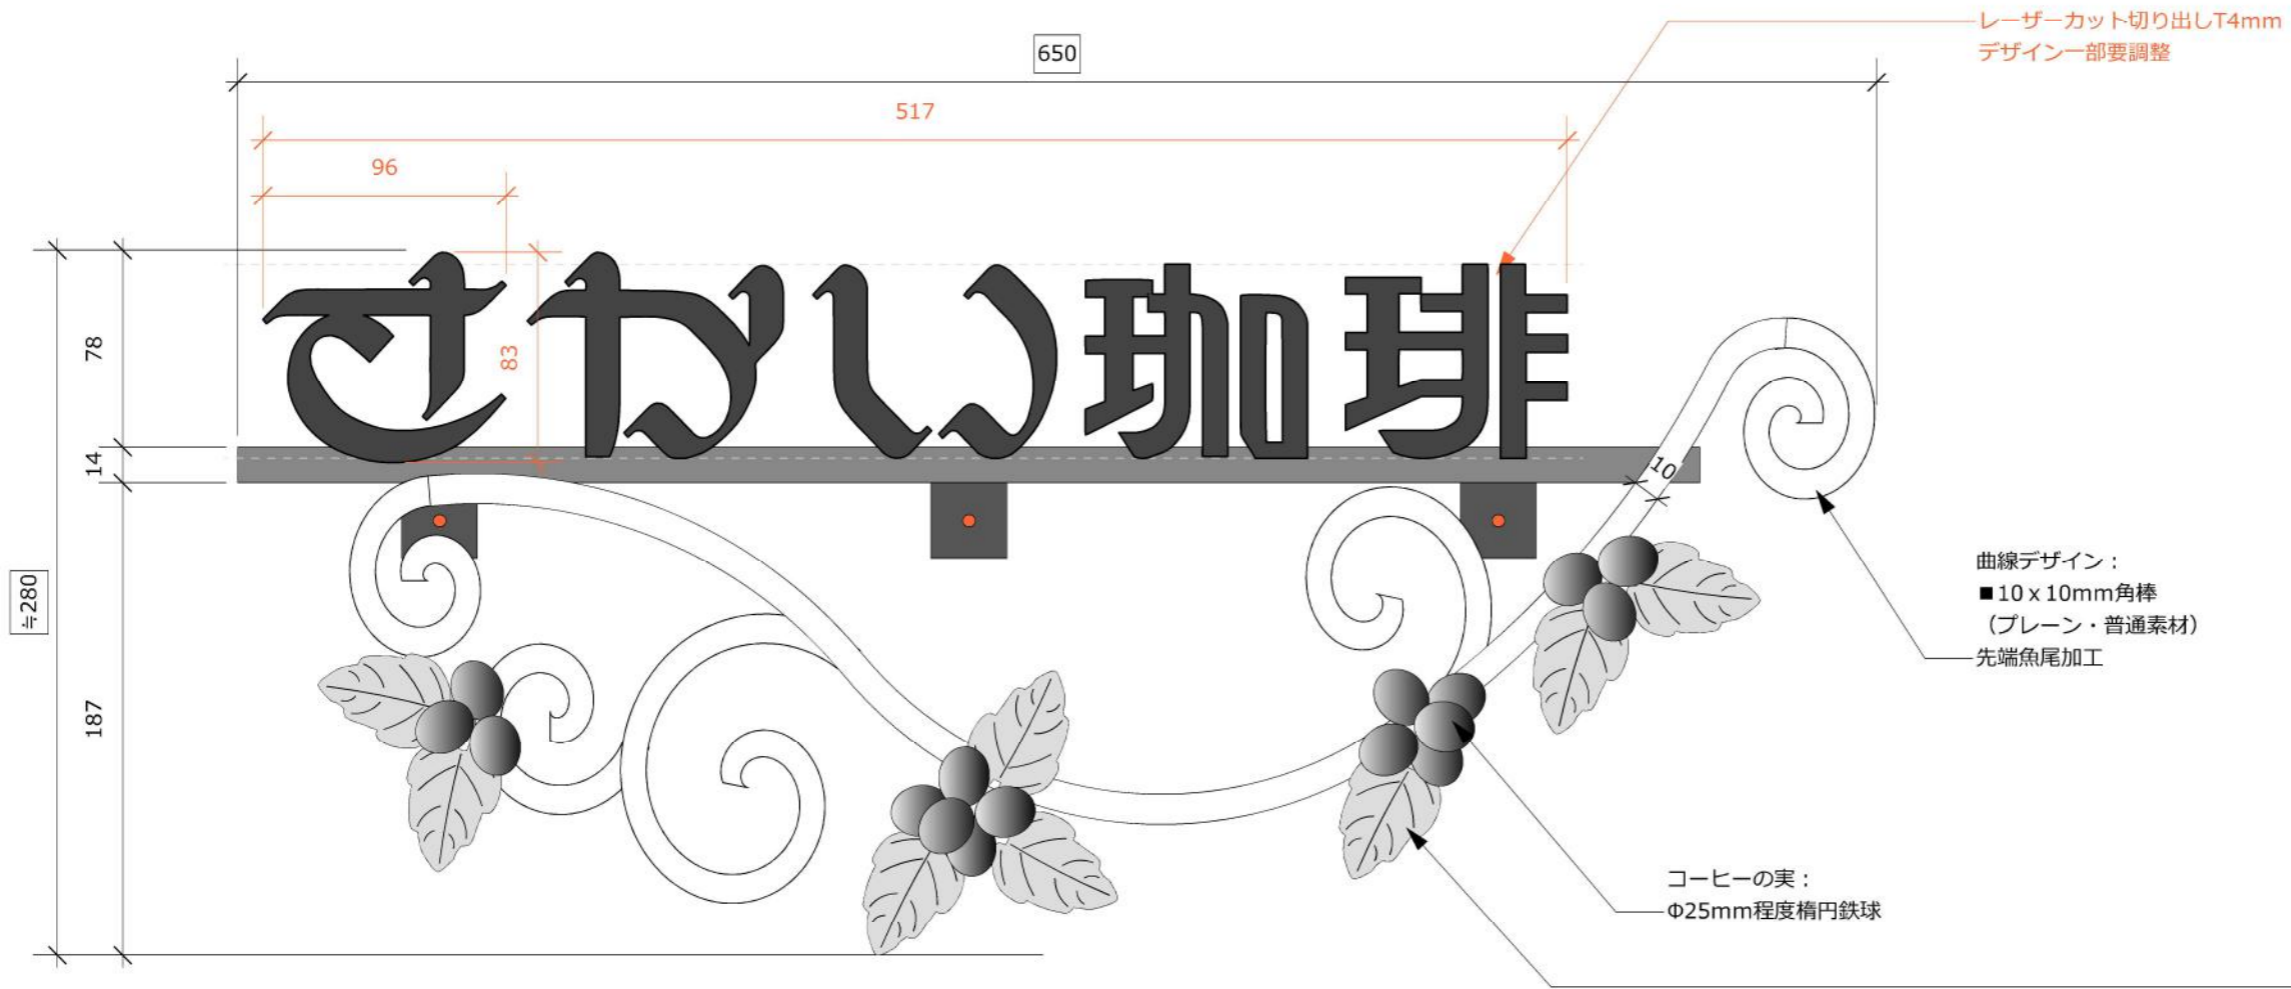 レーザーカット切り出しT4mm
デザイン一部要調整
650
517
96
さかい珈琲
83
78
14
187
≒280
10
曲線デザイン：
■10ｘ10mm角棒
（プレーン・普通素材）
先端魚尾加工
コーヒーの実：
Φ25mm程度楕円鉄球